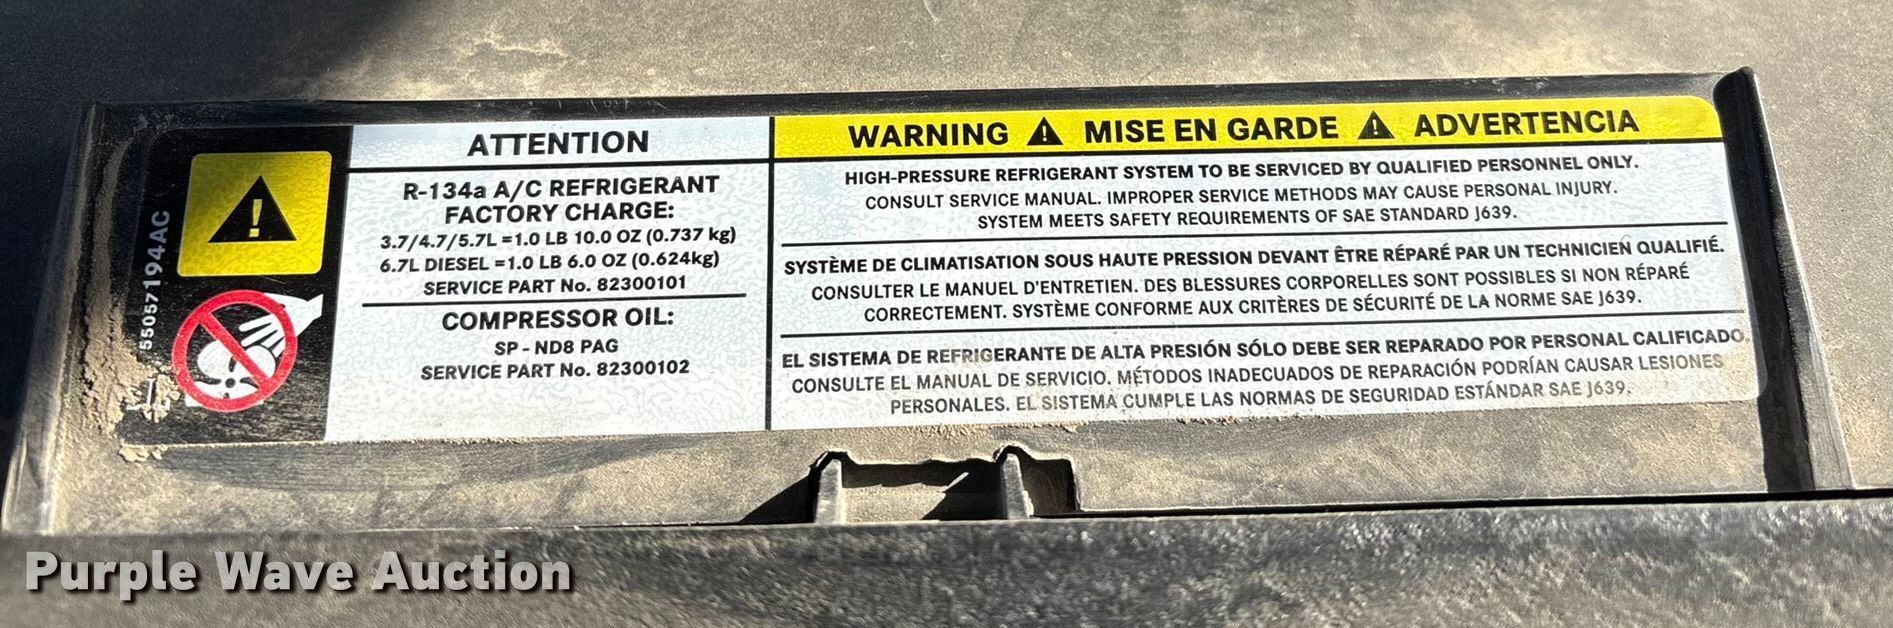 55057194AC
ATTENTION
R-134a A/C REFRIGERANT
FACTORY CHARGE:
3.7/4.7/5.7L =1.0 LB 10.0 OZ (0.737 kg)
6.7L DIESEL =1.0 LB 6.0 OZ (0.624kg)
SERVICE PART No. 82300101
COMPRESSOR OIL:
SP - ND8 PAG
SERVICE PART No. 82300102
WARNING MISE EN GARDE ADVERTENCIA
HIGH-PRESSURE REFRIGERANT SYSTEM TO BE SERVICED BY QUALIFIED PERSONNEL ONLY.
CONSULT SERVICE MANUAL. IMPROPER SERVICE METHODS MAY CAUSE PERSONAL INJURY.
SYSTEM MEETS SAFETY REQUIREMENTS OF SAE STANDARD J639.
SYSTÈME DE CLIMATISATION SOUS HAUTE PRESSION DEVANT ÊTRE RÉPARÉ PAR UN TECHNICIEN QUALIFIÉ.
CONSULTER LE MANUEL D'ENTRETIEN. DES BLESSURES CORPORELLES SONT POSSIBLES SI NON RÉPARÉ
CORRECTEMENT. SYSTÈME CONFORME AUX CRITÈRES DE SÉCURITÉ DE LA NORME SAE J639.
EL SISTEMA DE REFRIGERANTE DE ALTA PRESIÓN SÓLO DEBE SER REPARADO POR PERSONAL CALIFICADO.
CONSULTE EL MANUAL DE SERVICIO. MÉTODOS INADECUADOS DE REPARACIÓN PODRÍAN CAUSAR LESIONES
PERSONALES. EL SISTEMA CUMPLE LAS NORMAS DE SEGURIDAD ESTÁNDAR SAE J639.
Purple Wave Auction